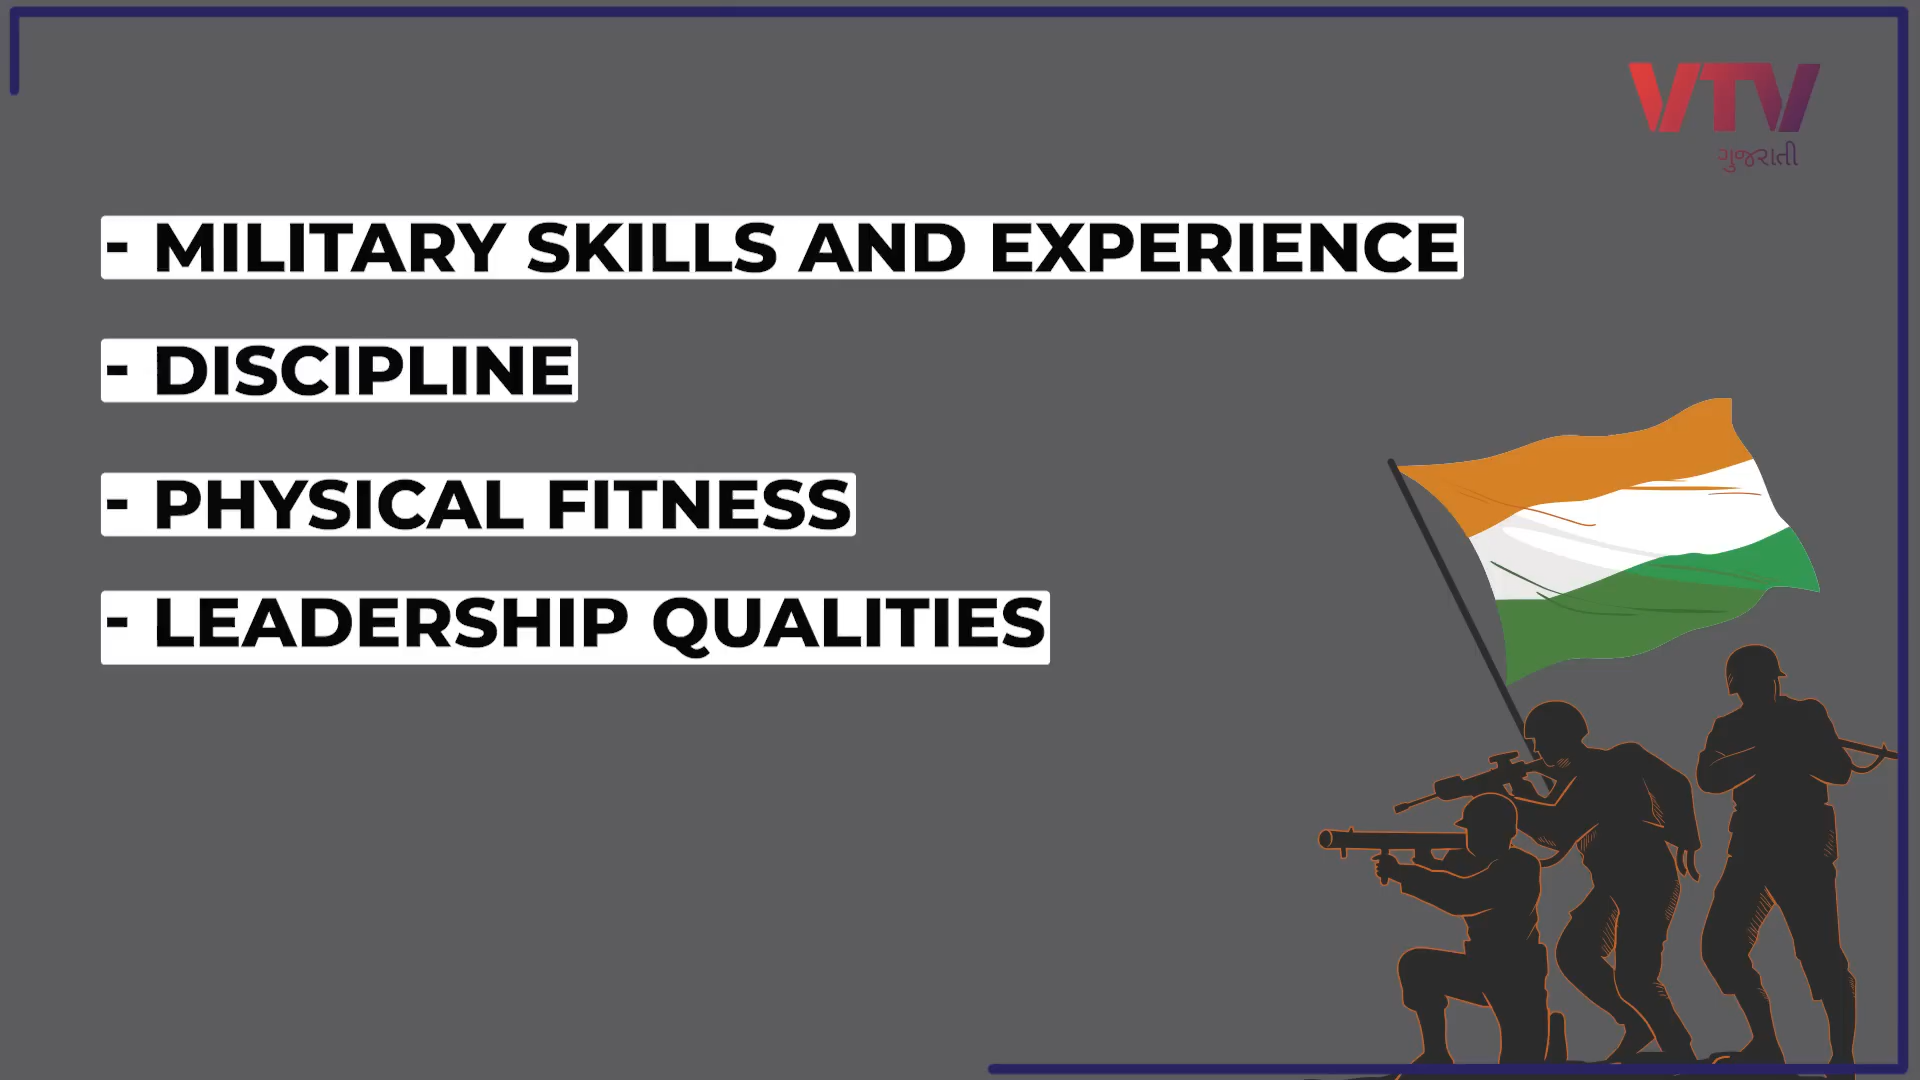 VTV
ગુજરાતી
- MILITARY SKILLS AND EXPERIENCE
- DISCIPLINE
- PHYSICAL FITNESS
- LEADERSHIP QUALITIES